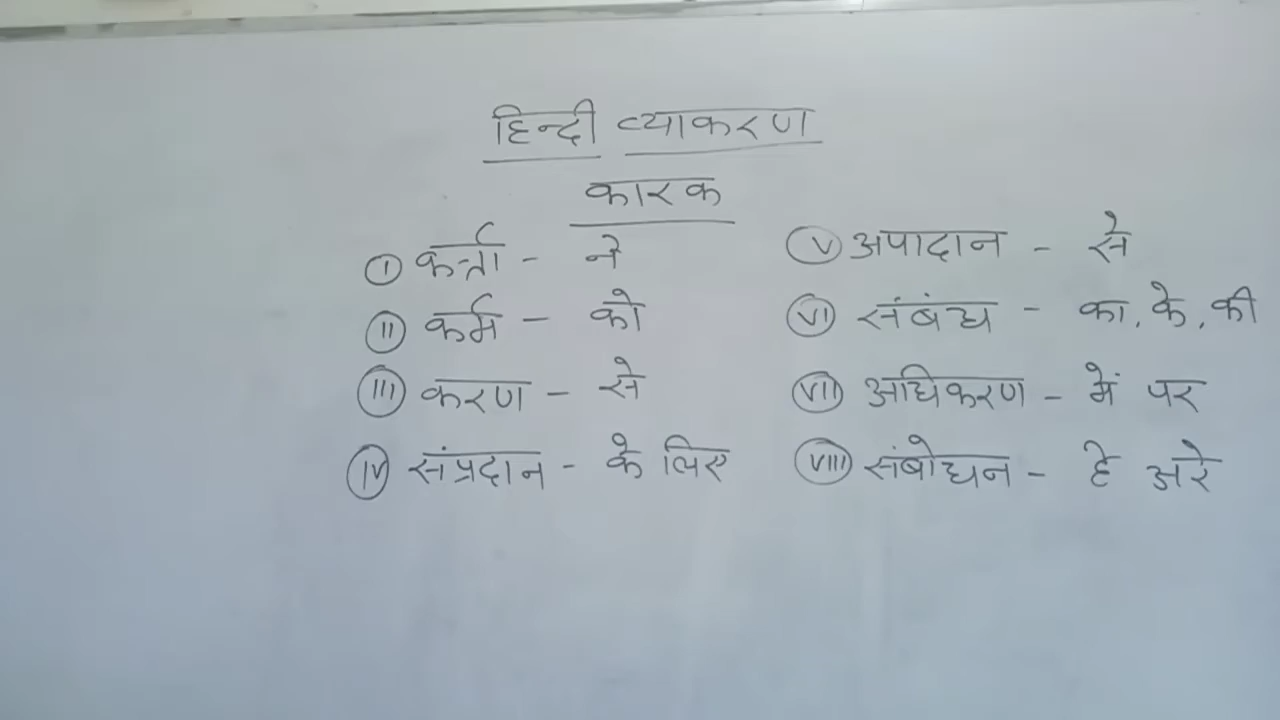 हिन्दी व्याकरण
कारक
I कर्त्ता - ने
II कर्म - को
III करण - से
IV संप्रदान - के लिए
V अपादान - से
VI संबंध - का, के, की
VII अधिकरण - में पर
VIII संबोधन - हे अरे